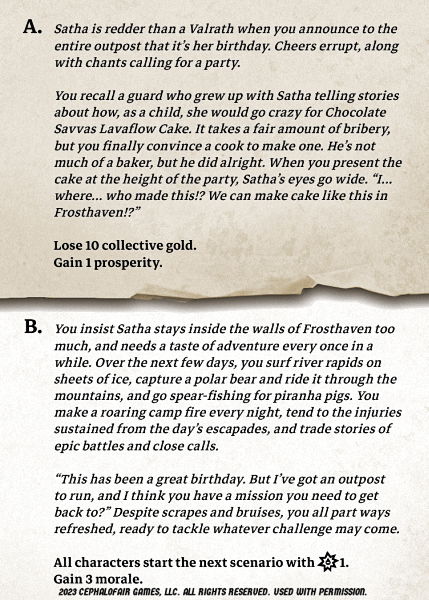 A. Satha is redder than a Valrath when you announce to the
entire outpost that it's her birthday. Cheers errupt, along
with chants calling for a party.
You recall a guard who grew up with Satha telling stories
about how, as a child, she would go crazy for Chocolate
Savvas Lavaflow Cake. It takes a fair amount of bribery,
but you finally convince a cook to make one. He's not
much of a baker, but he did alright. When you present the
cake at the height of the party, Satha's eyes go wide. "I...
where... who made this!? We can make cake like this in
Frosthaven!?"
Lose 10 collective gold.
Gain 1 prosperity.
B. You insist Satha stays inside the walls of Frosthaven too
much, and needs a taste of adventure every once in a
while. Over the next few days, you surf river rapids on
sheets of ice, capture a polar bear and ride it through the
mountains, and go spear-fishing for piranha pigs. You
make a roaring camp fire every night, tend to the injuries
sustained from the day's escapades, and trade stories of
epic battles and close calls.
"This has been a great birthday. But I've got an outpost
to run, and I think you have a mission you need to get
back to?" Despite scrapes and bruises, you all part ways
refreshed, ready to tackle whatever challenge may come.
All characters start the next scenario with 1.
Gain 3 morale.
2023 CEPHALOFAIR GAMES, LLC. ALL RIGHTS RESERVED. USED WITH PERMISSION.